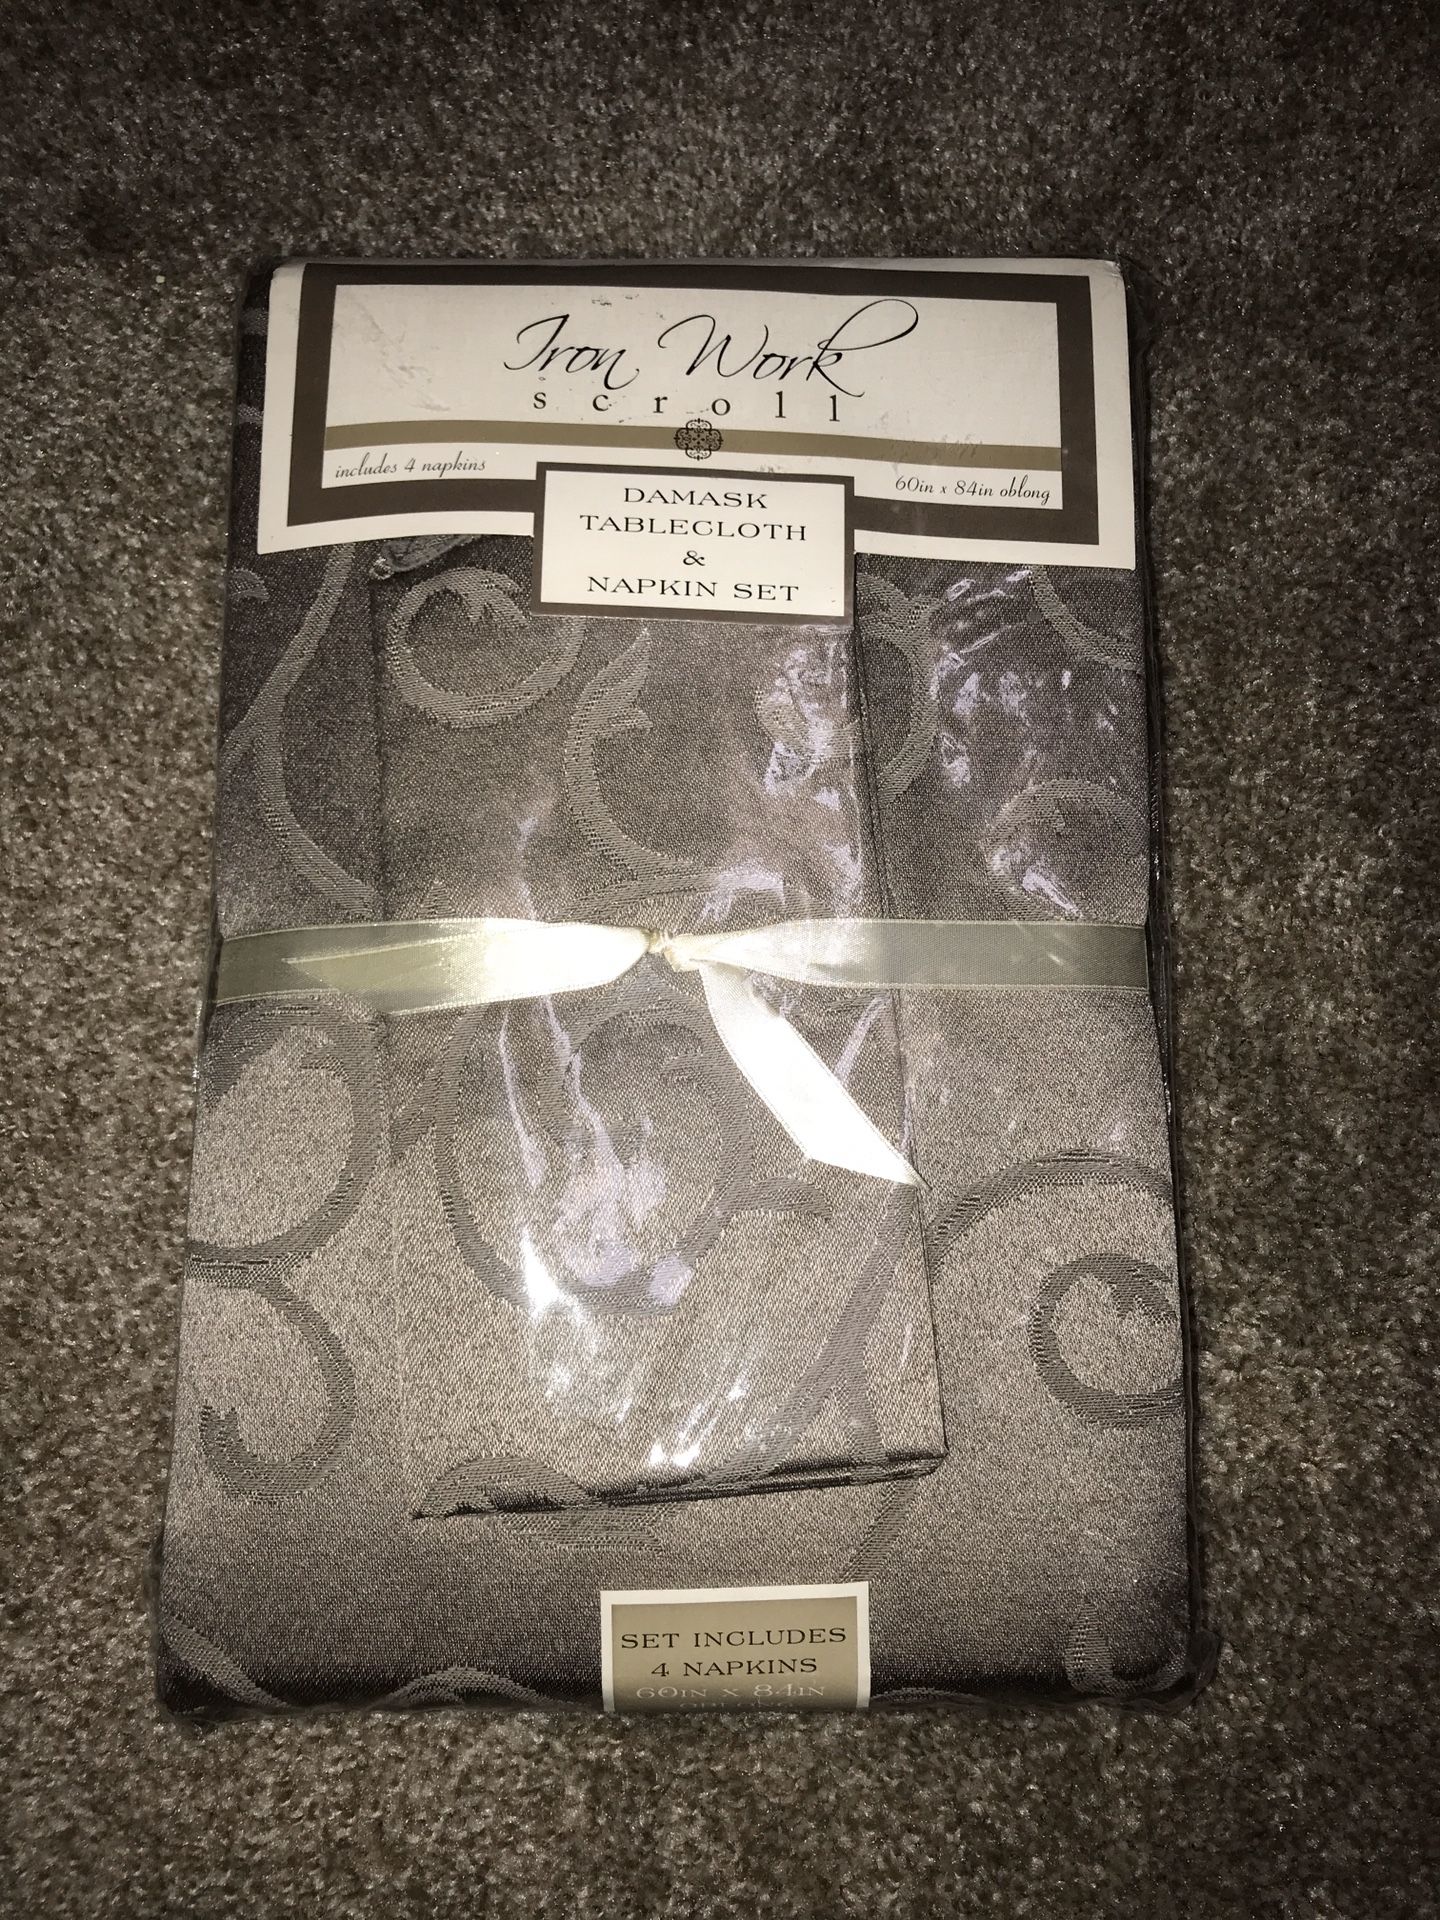 Iron Work
scroll
includes 4 napkins
60in x 84in oblong
DAMASK
TABLECLOTH
&
NAPKIN SET
SET INCLUDES
4 NAPKINS
60IN X 84IN